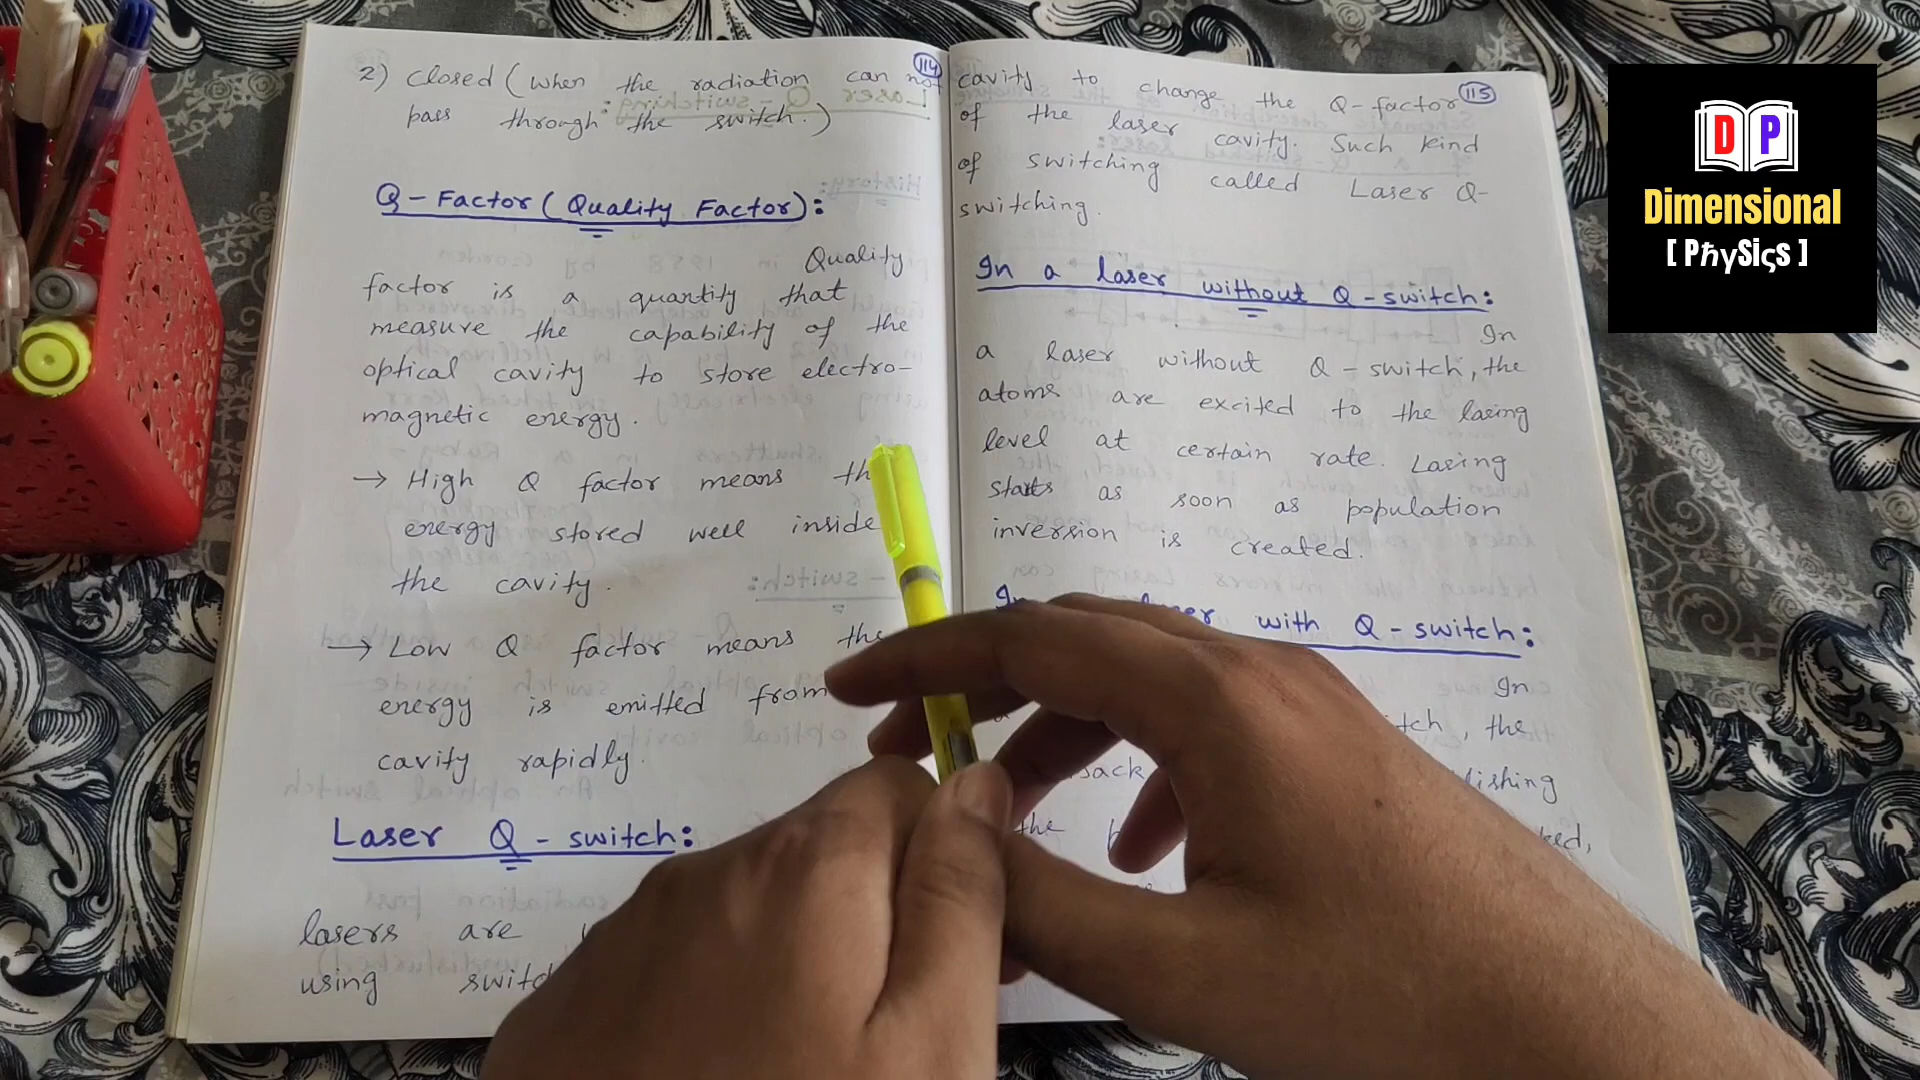 2) closed (when the radiation can not
pass through the switch.)
Q - Factor (Quality Factor):
Quality
factor is a quantity that
measure the capability of the
optical cavity to store electro-
magnetic energy.
→ High Q factor means
energy stored well inside
the cavity.
→ Low Q factor means the
energy is emitted from
cavity rapidly.
Laser Q - switch:
lasers are
using
114
cavity to change the Q-factor
115
of the laser cavity. Such kind
of switching called Laser Q-
switching.
In a laser without Q - switch:
In
a laser without Q - switch, the
atoms are excited to the lasing
level at certain rate. Lasing
starts as soon as population
inversion is created.
In with Q - switch:
In
the
the
DP
Dimensional
[ PℏγSiςs ]